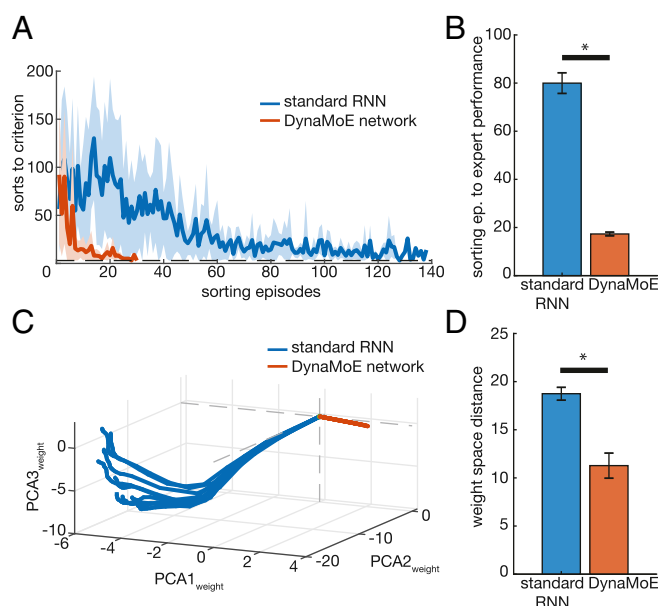 A
200
150
100
50
sorts to criterion
standard RNN
DynaMoE network
0 20 40 60 80 100 120 140
sorting episodes
B
100
80
60
40
20
0
sorting ep. to expert performance
*
standard DynaMoE
RNN
C
standard RNN
DynaMoE network
0
-5
-10
PCA3weight
-6 -4 -2 0 2 4
PCA1weight
-20 -10 0
PCA2weight
D
25
20
15
10
5
0
weight space distance
*
standard DynaMoE
RNN